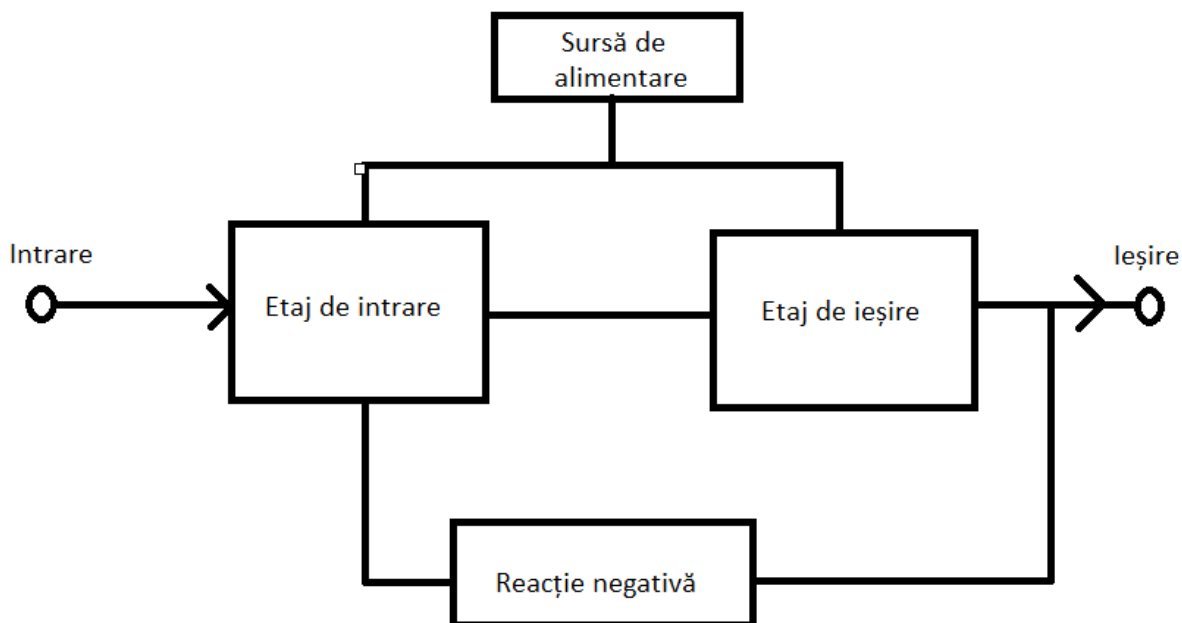 Sursă de
alimentare
Intrare
Etaj de intrare
Etaj de ieșire
Ieșire
Reacție negativă